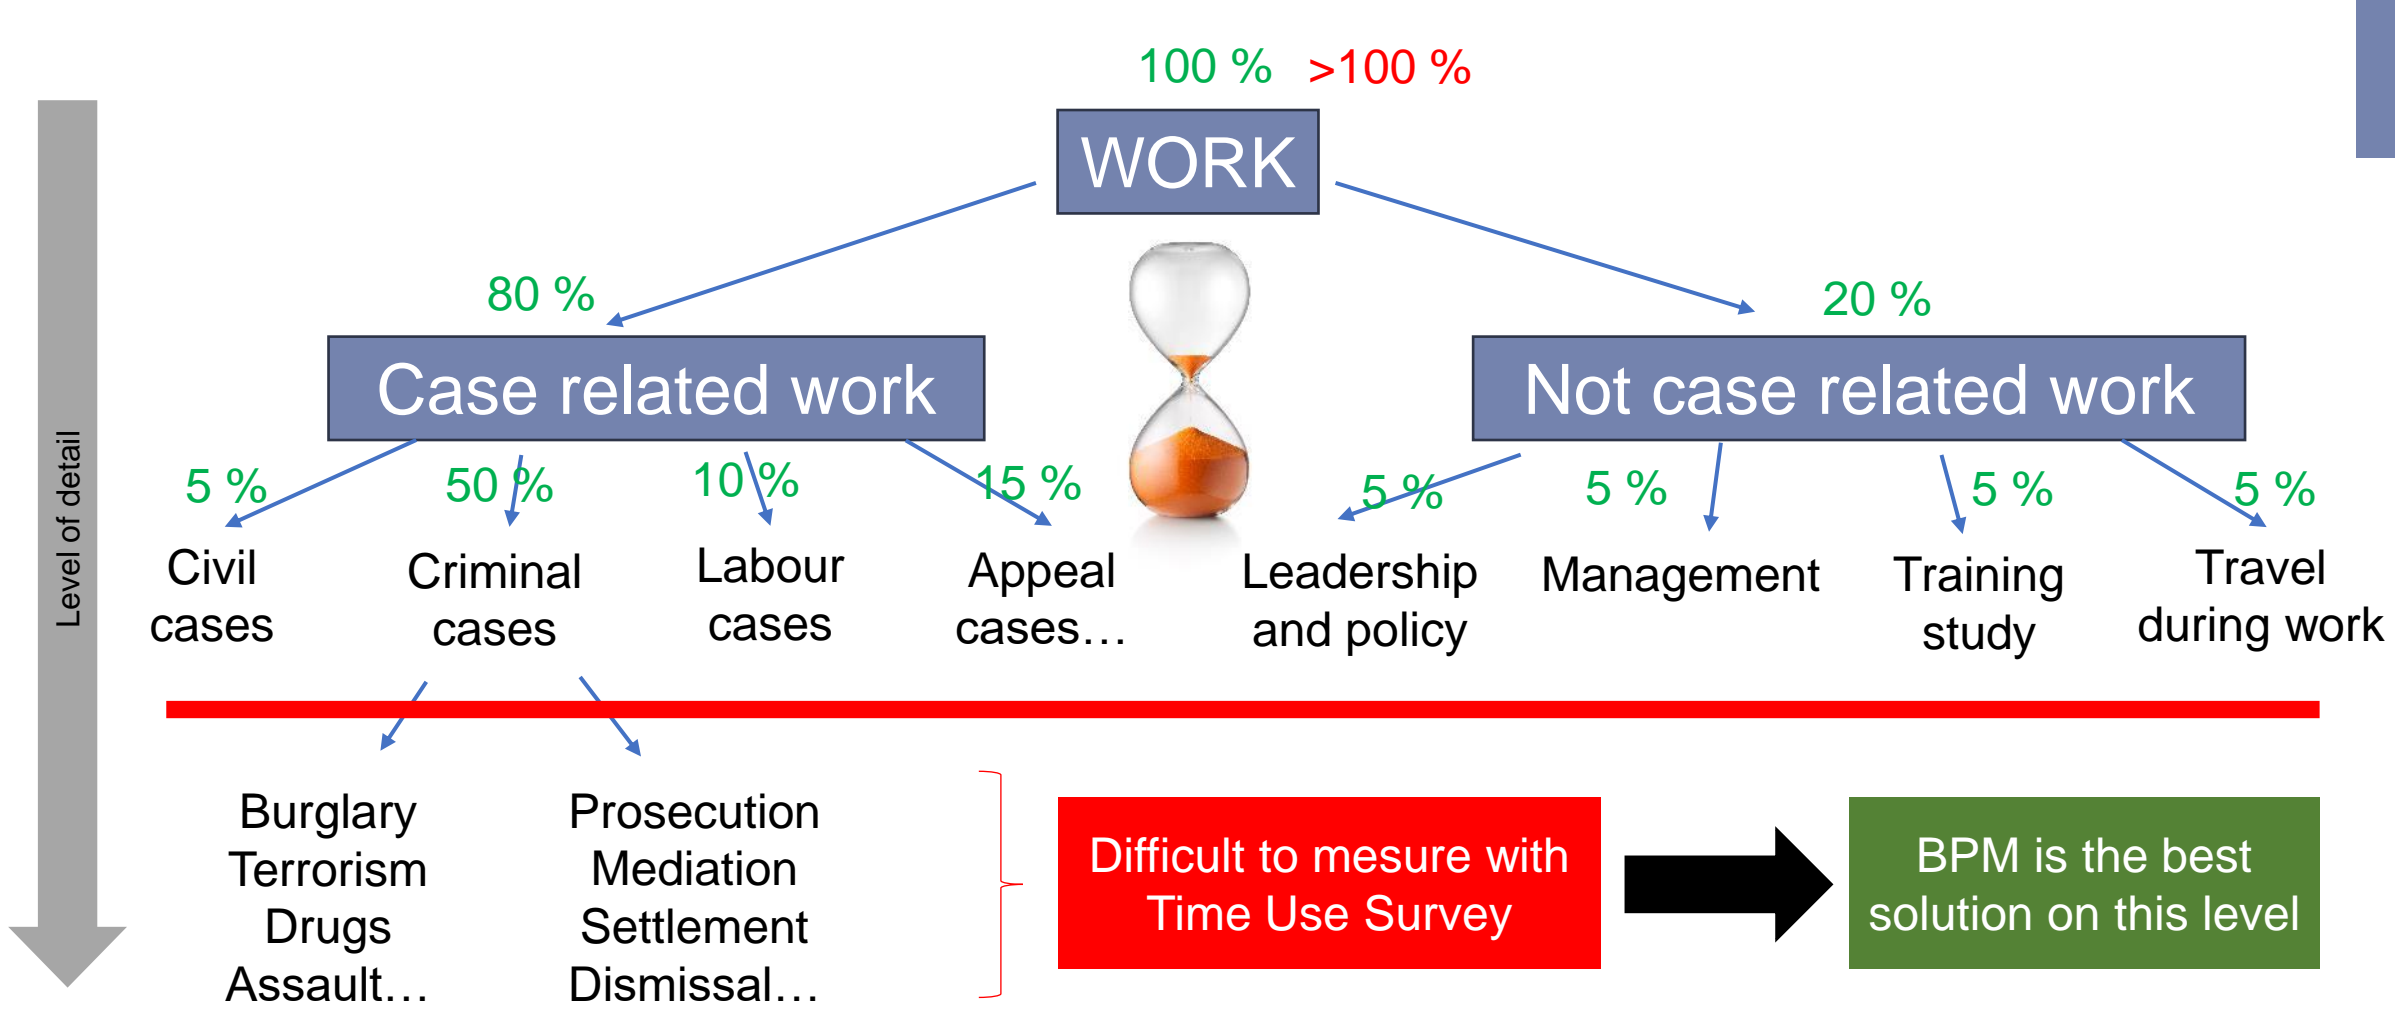 100 % >100 %
WORK
80 %
20 %
Case related work
Not case related work
Level of detail
5 %
50 %
10 %
15 %
5 %
5 %
5 %
5 %
Civil
cases
Criminal
cases
Labour
cases
Appeal
cases…
Leadership
and policy
Management
Training
study
Travel
during work
Burglary
Terrorism
Drugs
Assault…
Prosecution
Mediation
Settlement
Dismissal…
Difficult to mesure with
Time Use Survey
BPM is the best
solution on this level